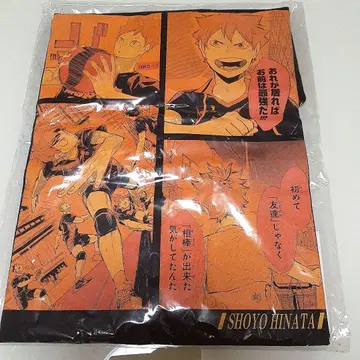 おれが居れば
お前は最強だ!!!
初めて
「友達」じゃなく
「相棒」が出来た
気がしてたんだ
SHOYO HINATA